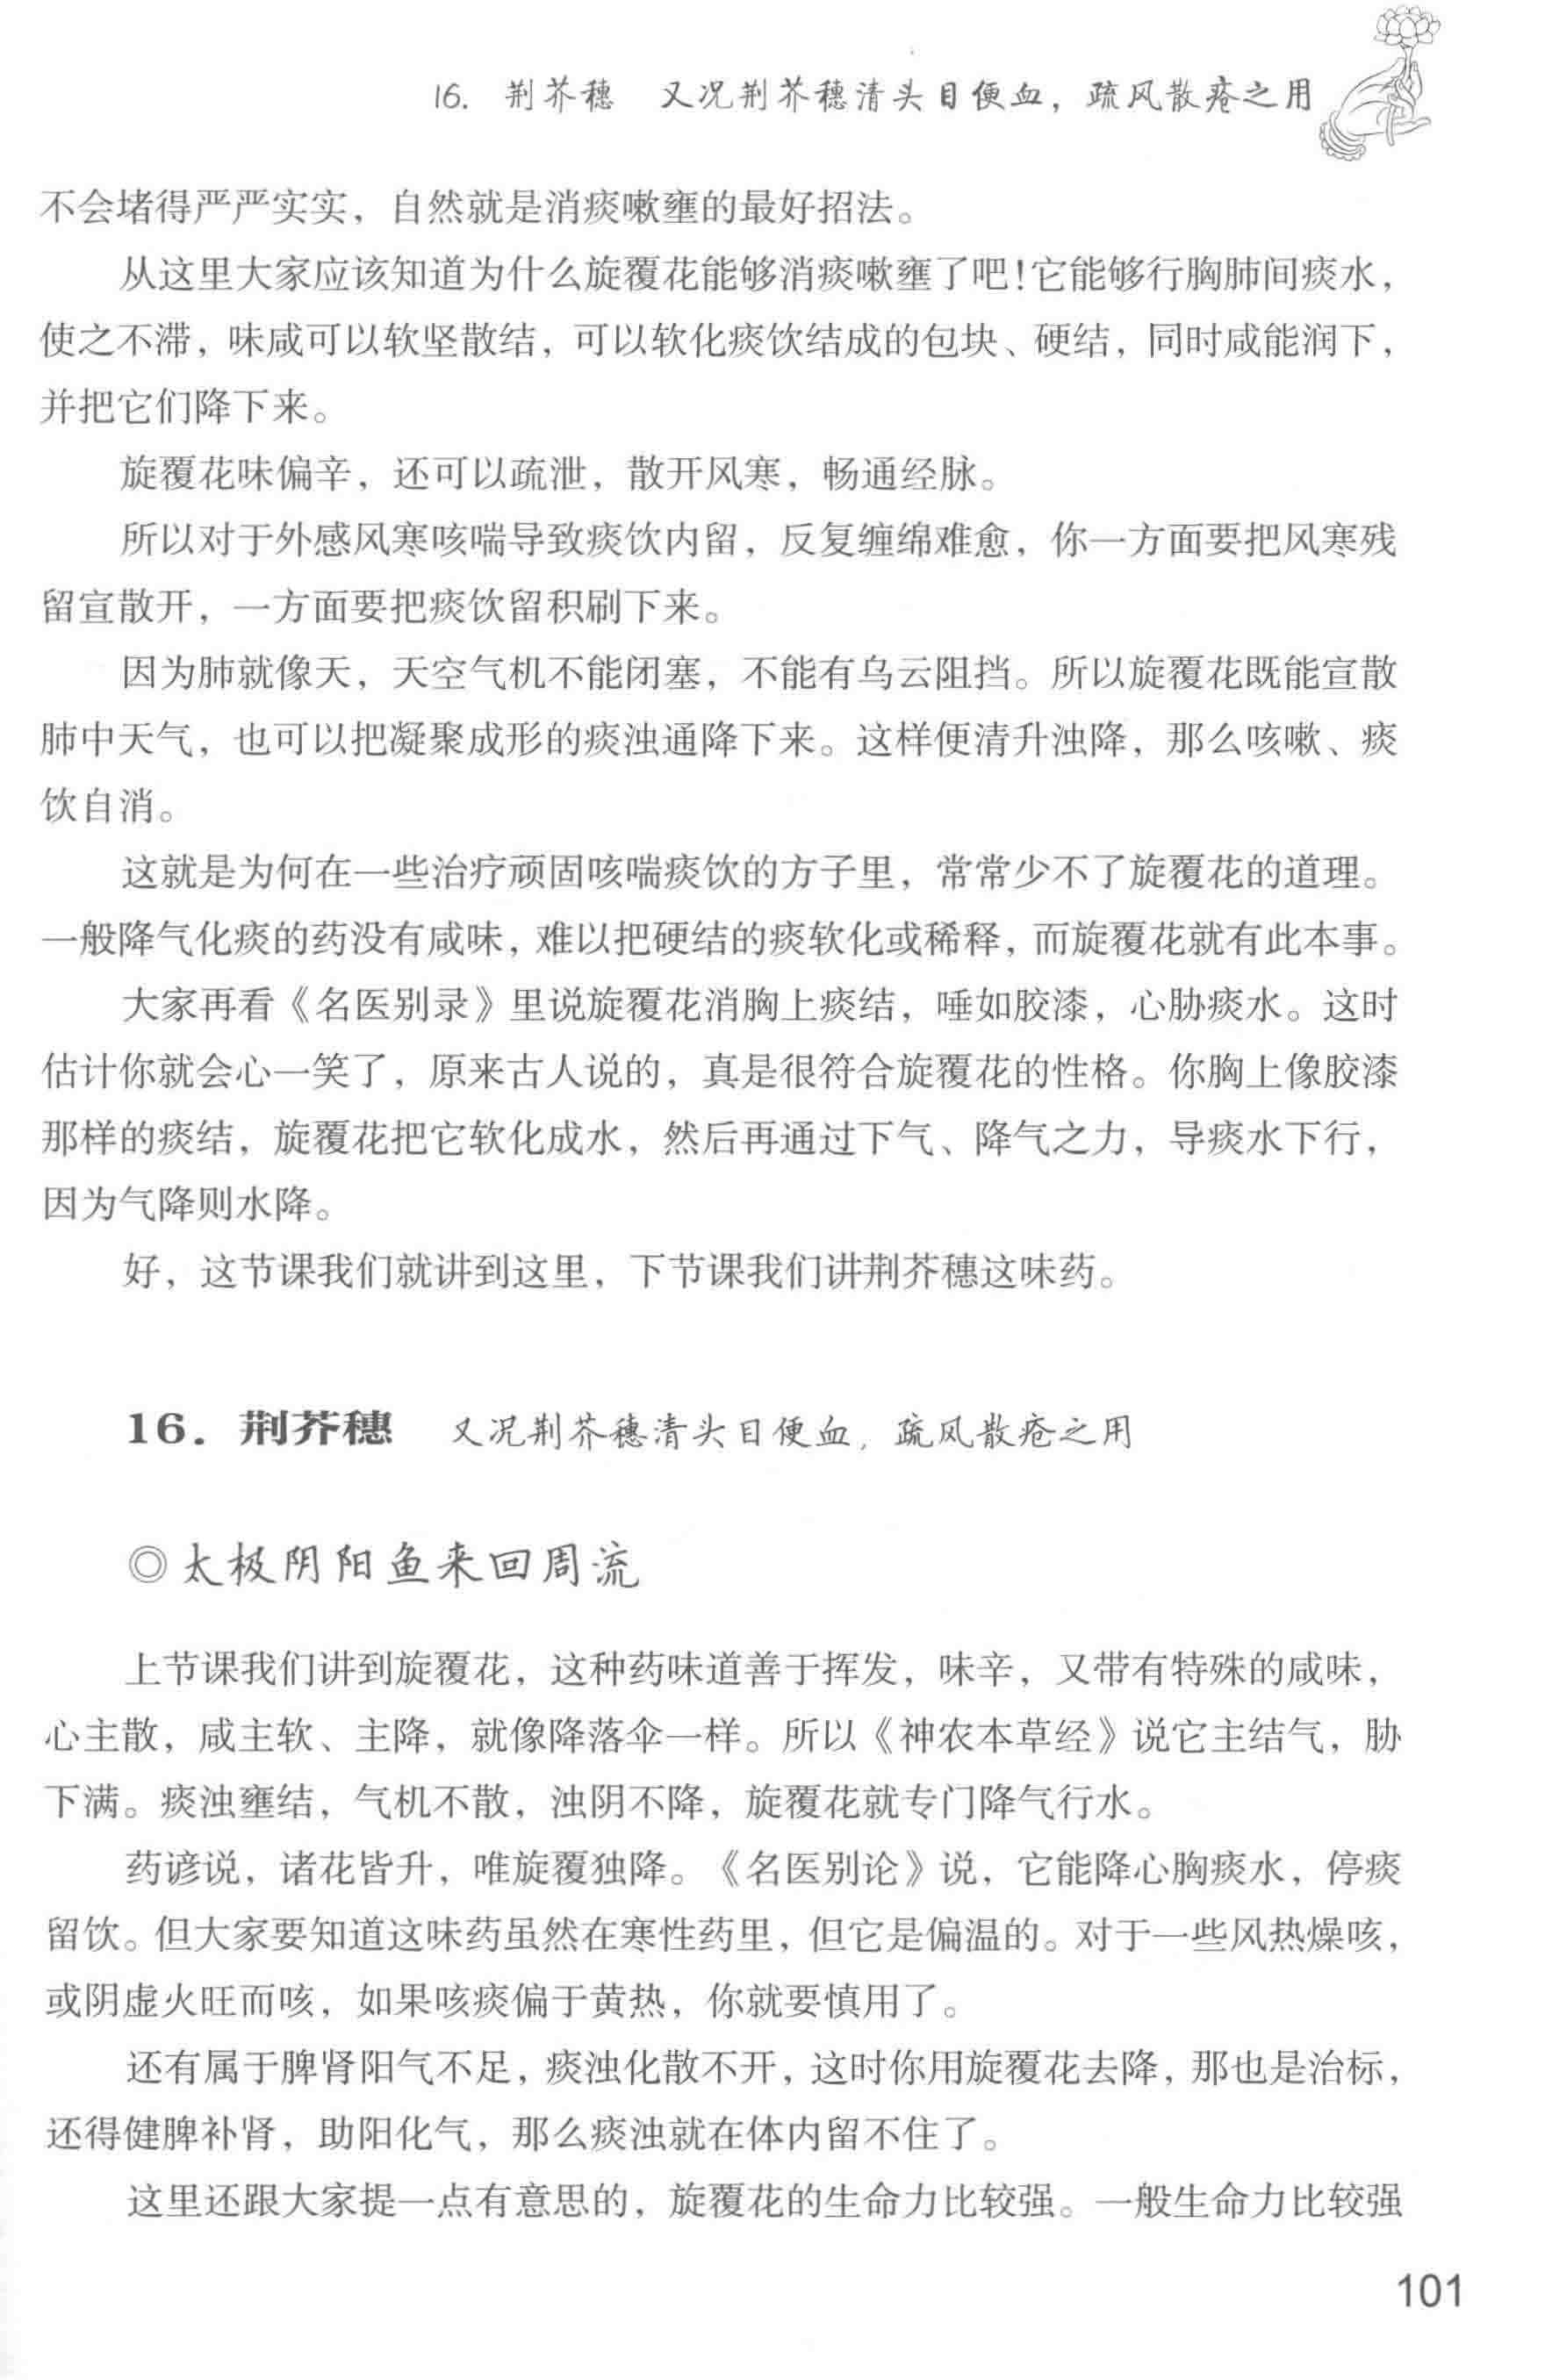 16. 荆芥穗　又况荆芥穗清头目便血，疏风散疮之用
不会堵得严严实实，自然就是消痰嗽壅的最好招法。
从这里大家应该知道为什么旋覆花能够消痰嗽壅了吧！它能够行胸肺间痰水，
使之不滞，味咸可以软坚散结，可以软化痰饮结成的包块、硬结，同时咸能润下，
并把它们降下来。
旋覆花味偏辛，还可以疏泄，散开风寒，畅通经脉。
所以对于外感风寒咳喘导致痰饮内留，反复缠绵难愈，你一方面要把风寒残
留宣散开，一方面要把痰饮留积刷下来。
因为肺就像天，天空气机不能闭塞，不能有乌云阻挡。所以旋覆花既能宣散
肺中天气，也可以把凝聚成形的痰浊通降下来。这样便清升浊降，那么咳嗽、痰
饮自消。
这就是为何在一些治疗顽固咳喘痰饮的方子里，常常少不了旋覆花的道理。
一般降气化痰的药没有咸味，难以把硬结的痰软化或稀释，而旋覆花就有此本事。
大家再看《名医别录》里说旋覆花消胸上痰结，唾如胶漆，心胁痰水。这时
估计你就会心一笑了，原来古人说的，真是很符合旋覆花的性格。你胸上像胶漆
那样的痰结，旋覆花把它软化成水，然后再通过下气、降气之力，导痰水下行，
因为气降则水降。
好，这节课我们就讲到这里，下节课我们讲荆芥穗这味药。
16. 荆芥穗　又况荆芥穗清头目便血，疏风散疮之用
◎太极阴阳鱼来回周流
上节课我们讲到旋覆花，这种药味道善于挥发，味辛，又带有特殊的咸味，
心主散，咸主软、主降，就像降落伞一样。所以《神农本草经》说它主结气，胁
下满。痰浊壅结，气机不散，浊阴不降，旋覆花就专门降气行水。
药谚说，诸花皆升，唯旋覆独降。《名医别论》说，它能降心胸痰水，停痰
留饮。但大家要知道这味药虽然在寒性药里，但它是偏温的。对于一些风热燥咳，
或阴虚火旺而咳，如果咳痰偏于黄热，你就要慎用了。
还有属于脾肾阳气不足，痰浊化散不开，这时你用旋覆花去降，那也是治标，
还得健脾补肾，助阳化气，那么痰浊就在体内留不住了。
这里还跟大家提一点有意思的，旋覆花的生命力比较强。一般生命力比较强
101